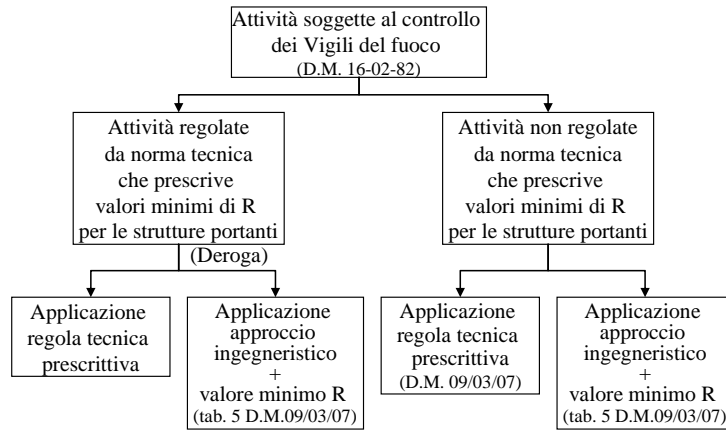 Attività soggette al controllo
dei Vigili del fuoco
(D.M. 16-02-82)
Attività regolate
da norma tecnica
che prescrive
valori minimi di R
per le strutture portanti
Attività non regolate
da norma tecnica
che prescrive
valori minimi di R
per le strutture portanti
(Deroga)
Applicazione
regola tecnica
prescrittiva
Applicazione
approccio
ingegneristico
+
valore minimo R
(tab. 5 D.M.09/03/07)
Applicazione
regola tecnica
prescrittiva
(D.M. 09/03/07)
Applicazione
approccio
ingegneristico
+
valore minimo R
(tab. 5 D.M.09/03/07)